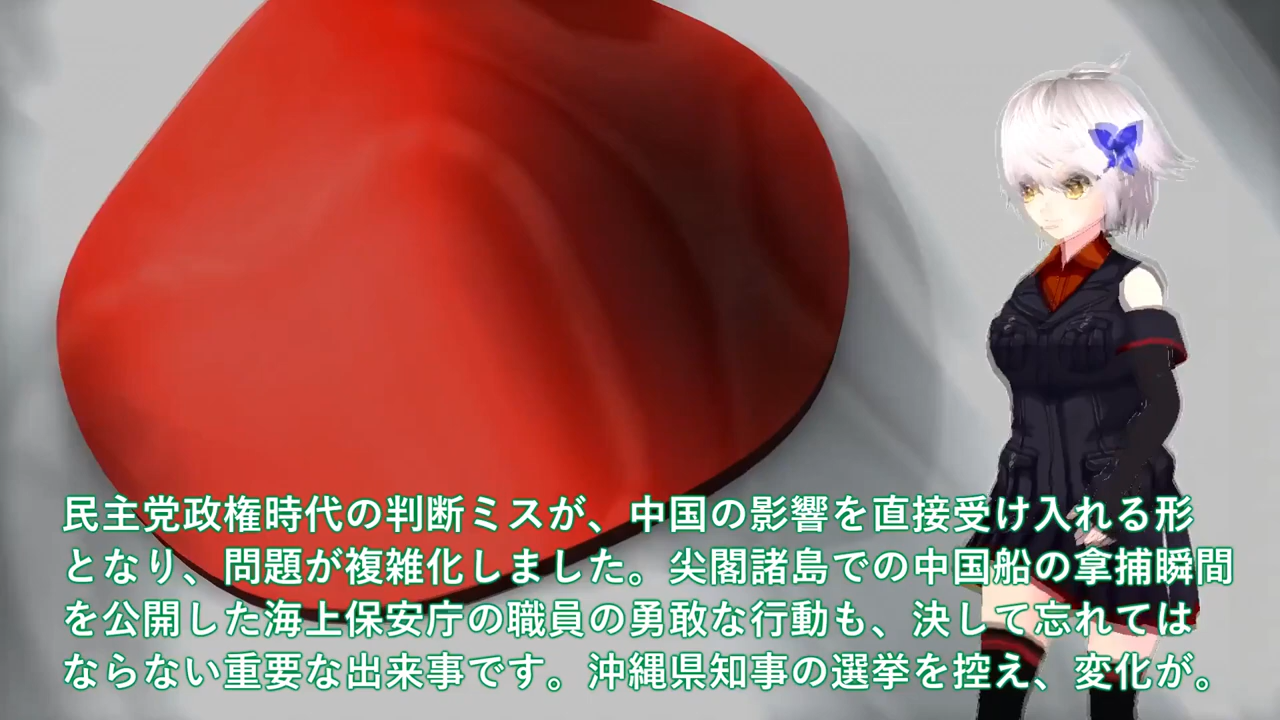 民主党政権時代の判断ミスが、中国の影響を直接受け入れる形
となり、問題が複雑化しました。尖閣諸島での中国船の拿捕瞬間
を公開した海上保安庁の職員の勇敢な行動も、決して忘れては
ならない重要な出来事です。沖縄県知事の選挙を控え、変化が。